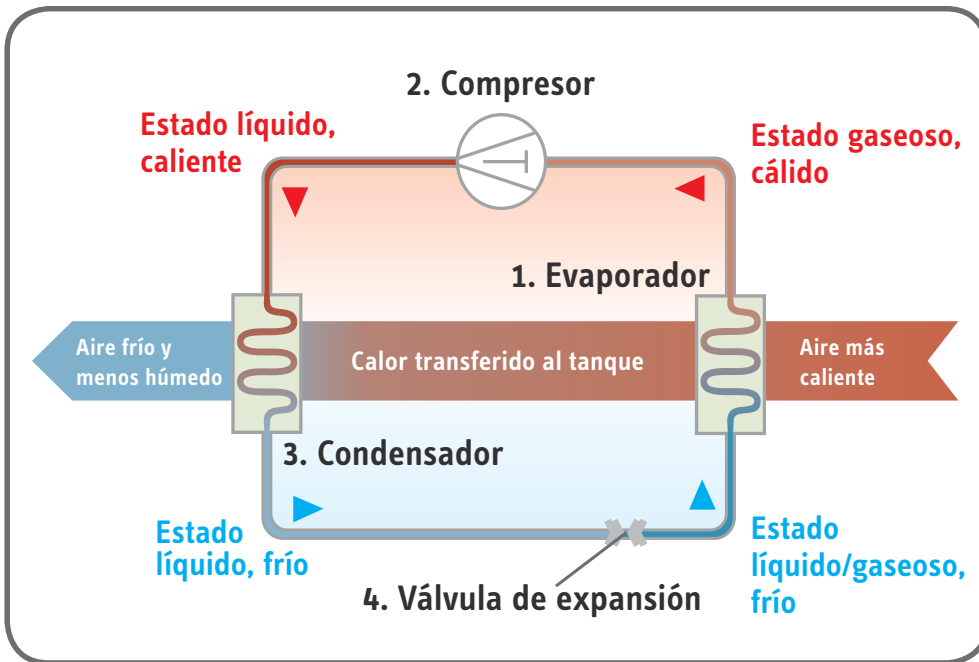 2. Compresor
Estado líquido,
caliente
Estado gaseoso,
cálido
1. Evaporador
Aire frío y
menos húmedo
Calor transferido al tanque
Aire más
caliente
3. Condensador
Estado
líquido, frío
4. Válvula de expansión
Estado
líquido/gaseoso,
frío